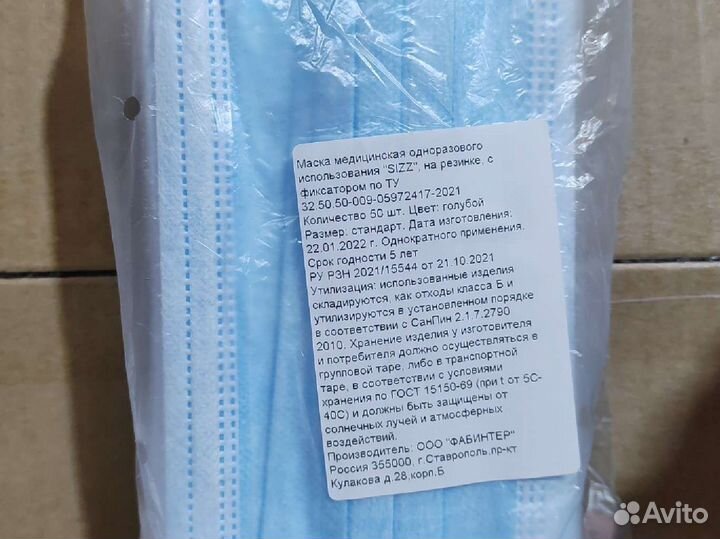 Маска медицинская одноразового
использования "SIZZ", на резинке, с
фиксатором по ТУ
32.50.50-009-05972417-2021
Количество 50 шт. Цвет: голубой
Размер: стандарт. Дата изготовления:
22.01.2022 г. Однократного применения.
Срок годности 5 лет
РУ РЗН 2021/15544 от 21.10.2021
Утилизация: использованные изделия
складируются, как отходы класса Б и
утилизируются в установленном порядке
в соответствии с СанПин 2.1.7.2790
2010. Хранение изделия у изготовителя
и потребителя должно осуществляться в
групповой таре, либо в транспортной
таре, в соответствии с условиями
хранения по ГОСТ 15150-69 (при t от 5С-
40С) и должны быть защищены от
солнечных лучей и атмосферных
воздействий.
Производитель: ООО "ФАБИНТЕР"
Россия 355000, г.Ставрополь,пр-кт
Кулакова д.28,корп.Б
Avito